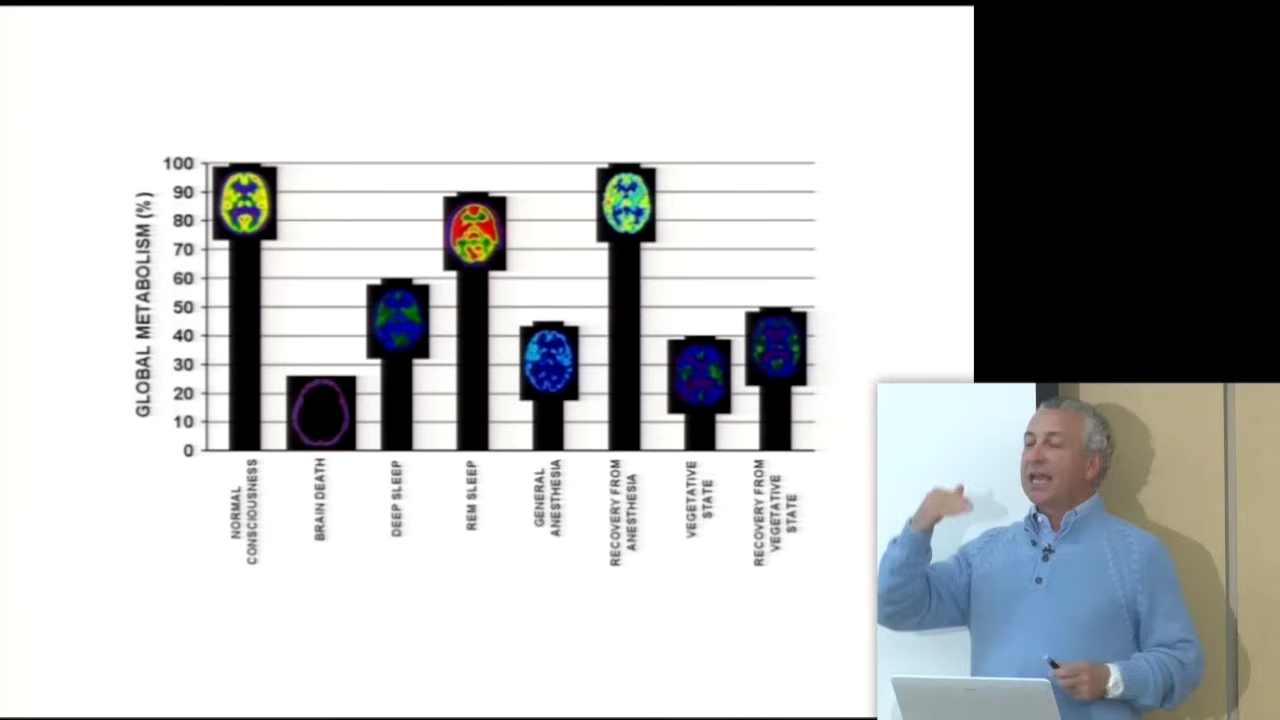 GLOBAL METABOLISM (%)
100
90
80
70
60
50
40
30
20
10
0
NORMAL
CONSCIOUSNESS
BRAIN DEATH
DEEP SLEEP
REM SLEEP
GENERAL
ANESTHESIA
RECOVERY FROM
ANESTHESIA
VEGETATIVE
STATE
RECOVERY FROM
VEGETATIVE
STATE